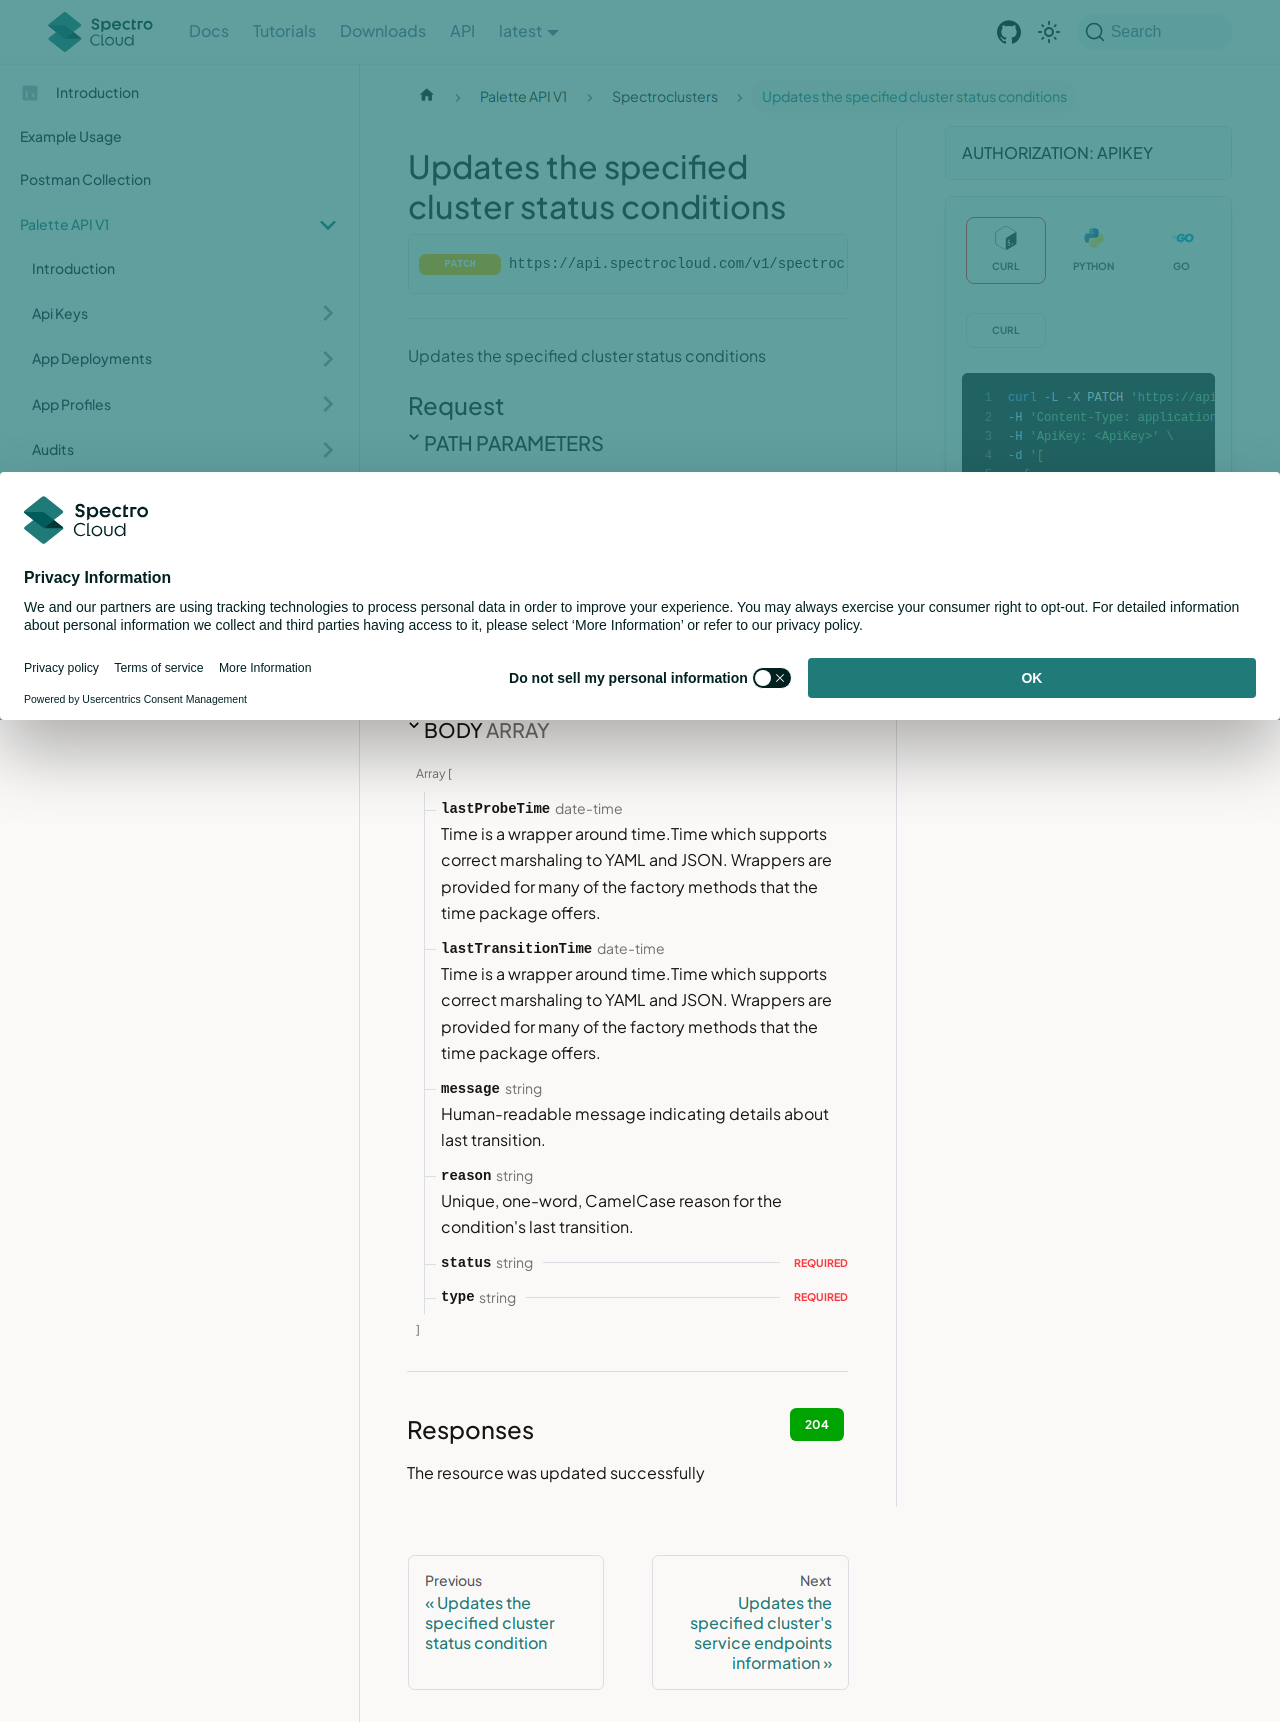 Spectro Cloud
Docs
Tutorials
Downloads
API
latest
Search
Introduction
Example Usage
Postman Collection
Palette API V1
Introduction
Api Keys
App Deployments
App Profiles
Audits
Palette API V1
Spectroclusters
Updates the specified cluster status conditions
Updates the specified
cluster status conditions
PATCH https://api.spectrocloud.com/v1/spectroc
Updates the specified cluster status conditions
Request
PATH PARAMETERS
AUTHORIZATION: APIKEY
CURL
PYTHON
GO
CURL
1 curl -L -X PATCH 'https://api
2 -H 'Content-Type: application
3 -H 'ApiKey: <ApiKey>' \
4 -d '[
Spectro
Cloud
Privacy Information
We and our partners are using tracking technologies to process personal data in order to improve your experience. You may always exercise your consumer right to opt-out. For detailed information
about personal information we collect and third parties having access to it, please select ‘More Information’ or refer to our privacy policy.
Privacy policy
Terms of service
More Information
Powered by Usercentrics Consent Management
Do not sell my personal information
OK
BODY ARRAY
Array [
lastProbeTime date-time
Time is a wrapper around time.Time which supports
correct marshaling to YAML and JSON. Wrappers are
provided for many of the factory methods that the
time package offers.
lastTransitionTime date-time
Time is a wrapper around time.Time which supports
correct marshaling to YAML and JSON. Wrappers are
provided for many of the factory methods that the
time package offers.
message string
Human-readable message indicating details about
last transition.
reason string
Unique, one-word, CamelCase reason for the
condition's last transition.
status string REQUIRED
type string REQUIRED
]
Responses
204
The resource was updated successfully
Previous
« Updates the
specified cluster
status condition
Next
Updates the
specified cluster's
service endpoints
information »